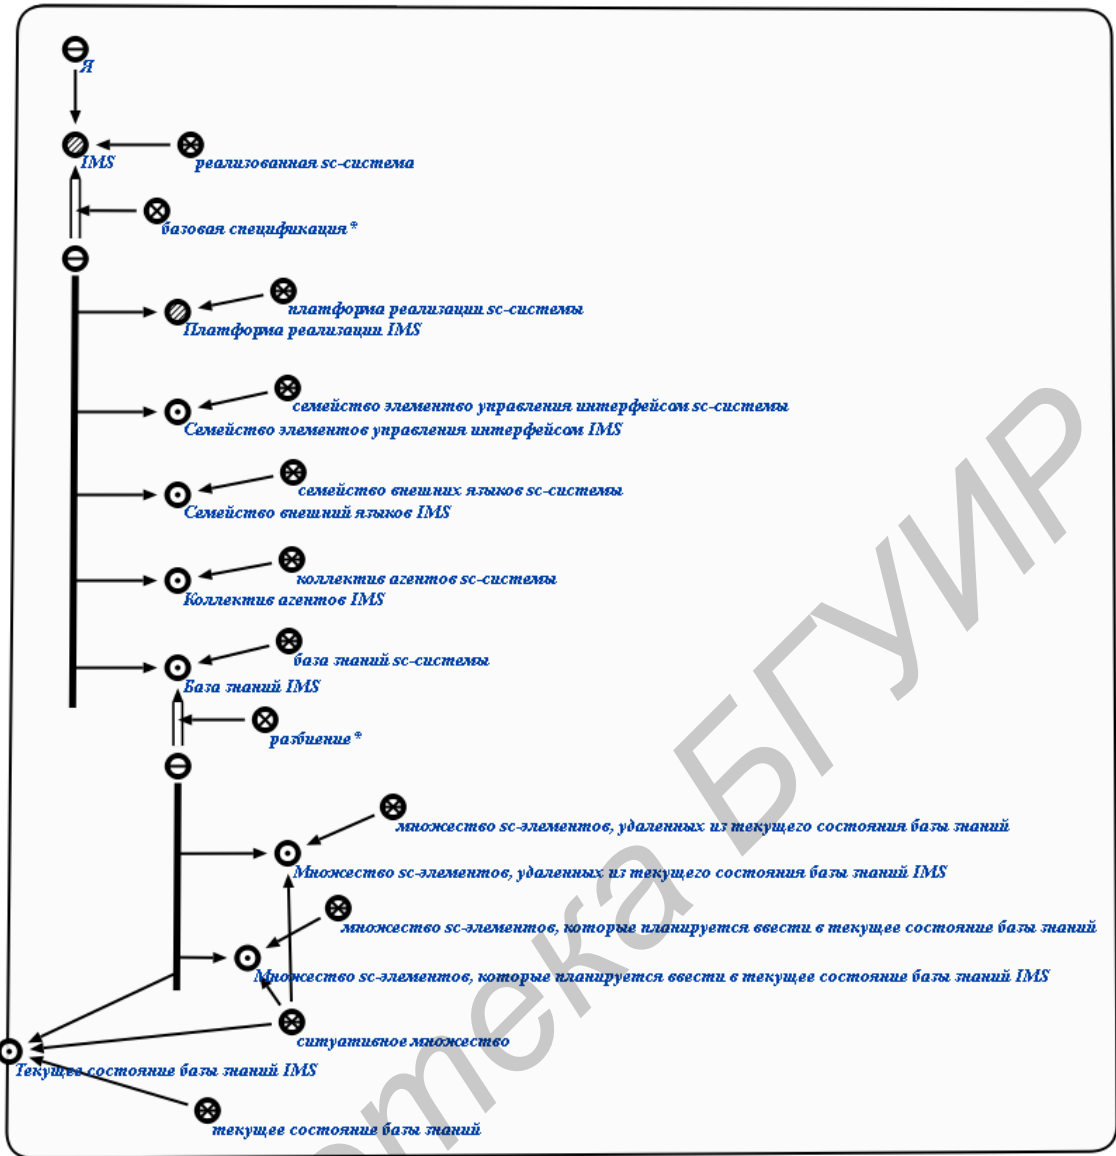 Я
IMS
реализованная sc-система
базовая спецификация*
платформа реализации sc-системы
Платформа реализации IMS
семейство элементво управления интерфейсом sc-системы
Семейство элементов управления интерфейсом IMS
семейство внешних языков sc-системы
Семейство внешний языков IMS
коллектив агентов sc-системы
Коллектив агентов IMS
база знаний sc-системы
База знаний IMS
разбиение*
множество sc-элементов, удаленных из текущего состояния базы знаний
Множество sc-элементов, удаленных из текущего состояния базы знаний IMS
множество sc-элементов, которые планируется ввести в текущее состояние базы знаний
Множество sc-элементов, которые планируется ввести в текущее состояние базы знаний IMS
ситуативное множество
Текущее состояние базы знаний IMS
текущее состояние базы знаний
отека БГУИР